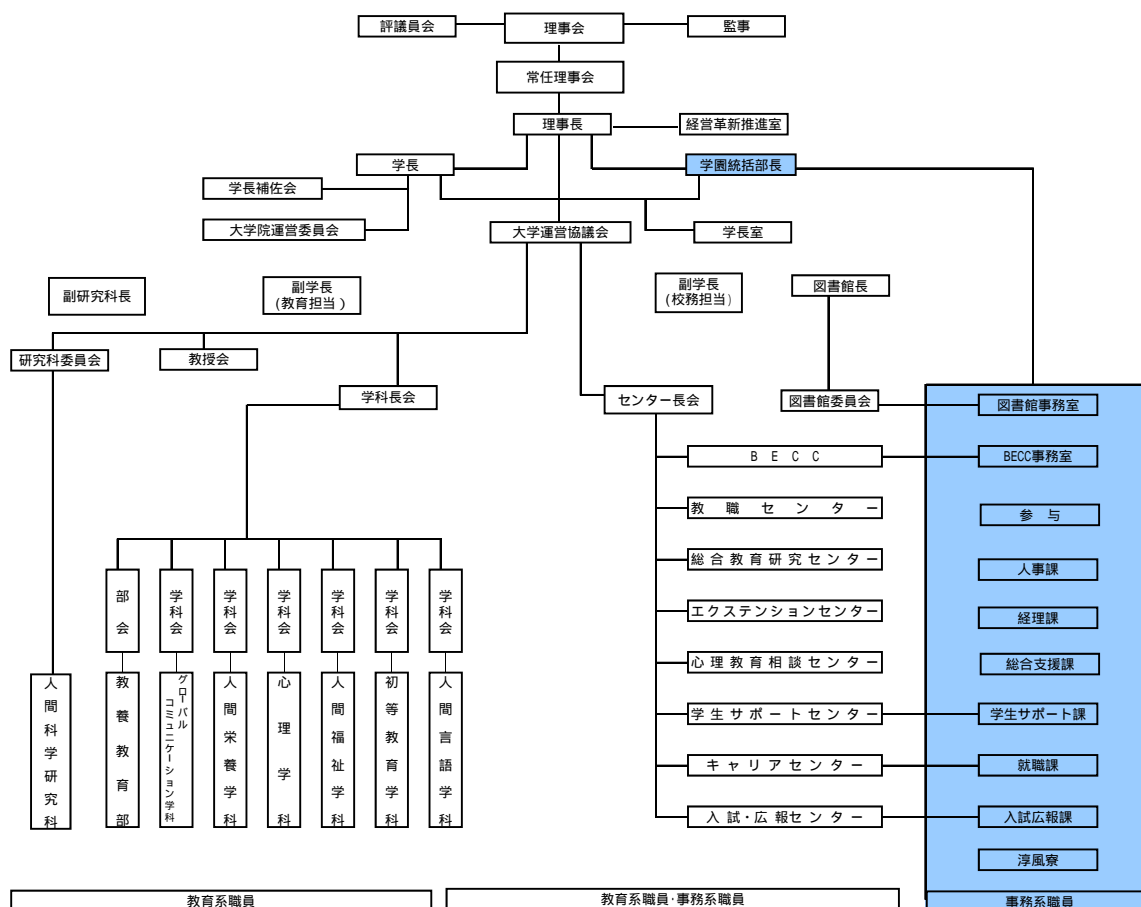 評議員会
理事会
監事
常任理事会
理事長
経営革新推進室
学長
学園統括部長
学長補佐会
大学院運営委員会
大学運営協議会
学長室
副研究科長
副学長
(教育担当)
副学長
(校務担当)
図書館長
研究科委員会
教授会
学科長会
センター長会
図書館委員会
図書館事務室
BECC
BECC事務室
教職センター
参与
総合教育研究センター
人事課
エクステンションセンター
経理課
心理教育相談センター
総合支援課
学生サポートセンター
学生サポート課
キャリアセンター
就職課
入試・広報センター
入試広報課
淳風寮
部会
学科会
学科会
学科会
学科会
学科会
学科会
人間科学研究科
教養教育部
グローバル
コミュニケーション学科
人間栄養学科
心理学科
人間福祉学科
初等教育学科
人間言語学科
教育系職員
教育系職員・事務系職員
事務系職員